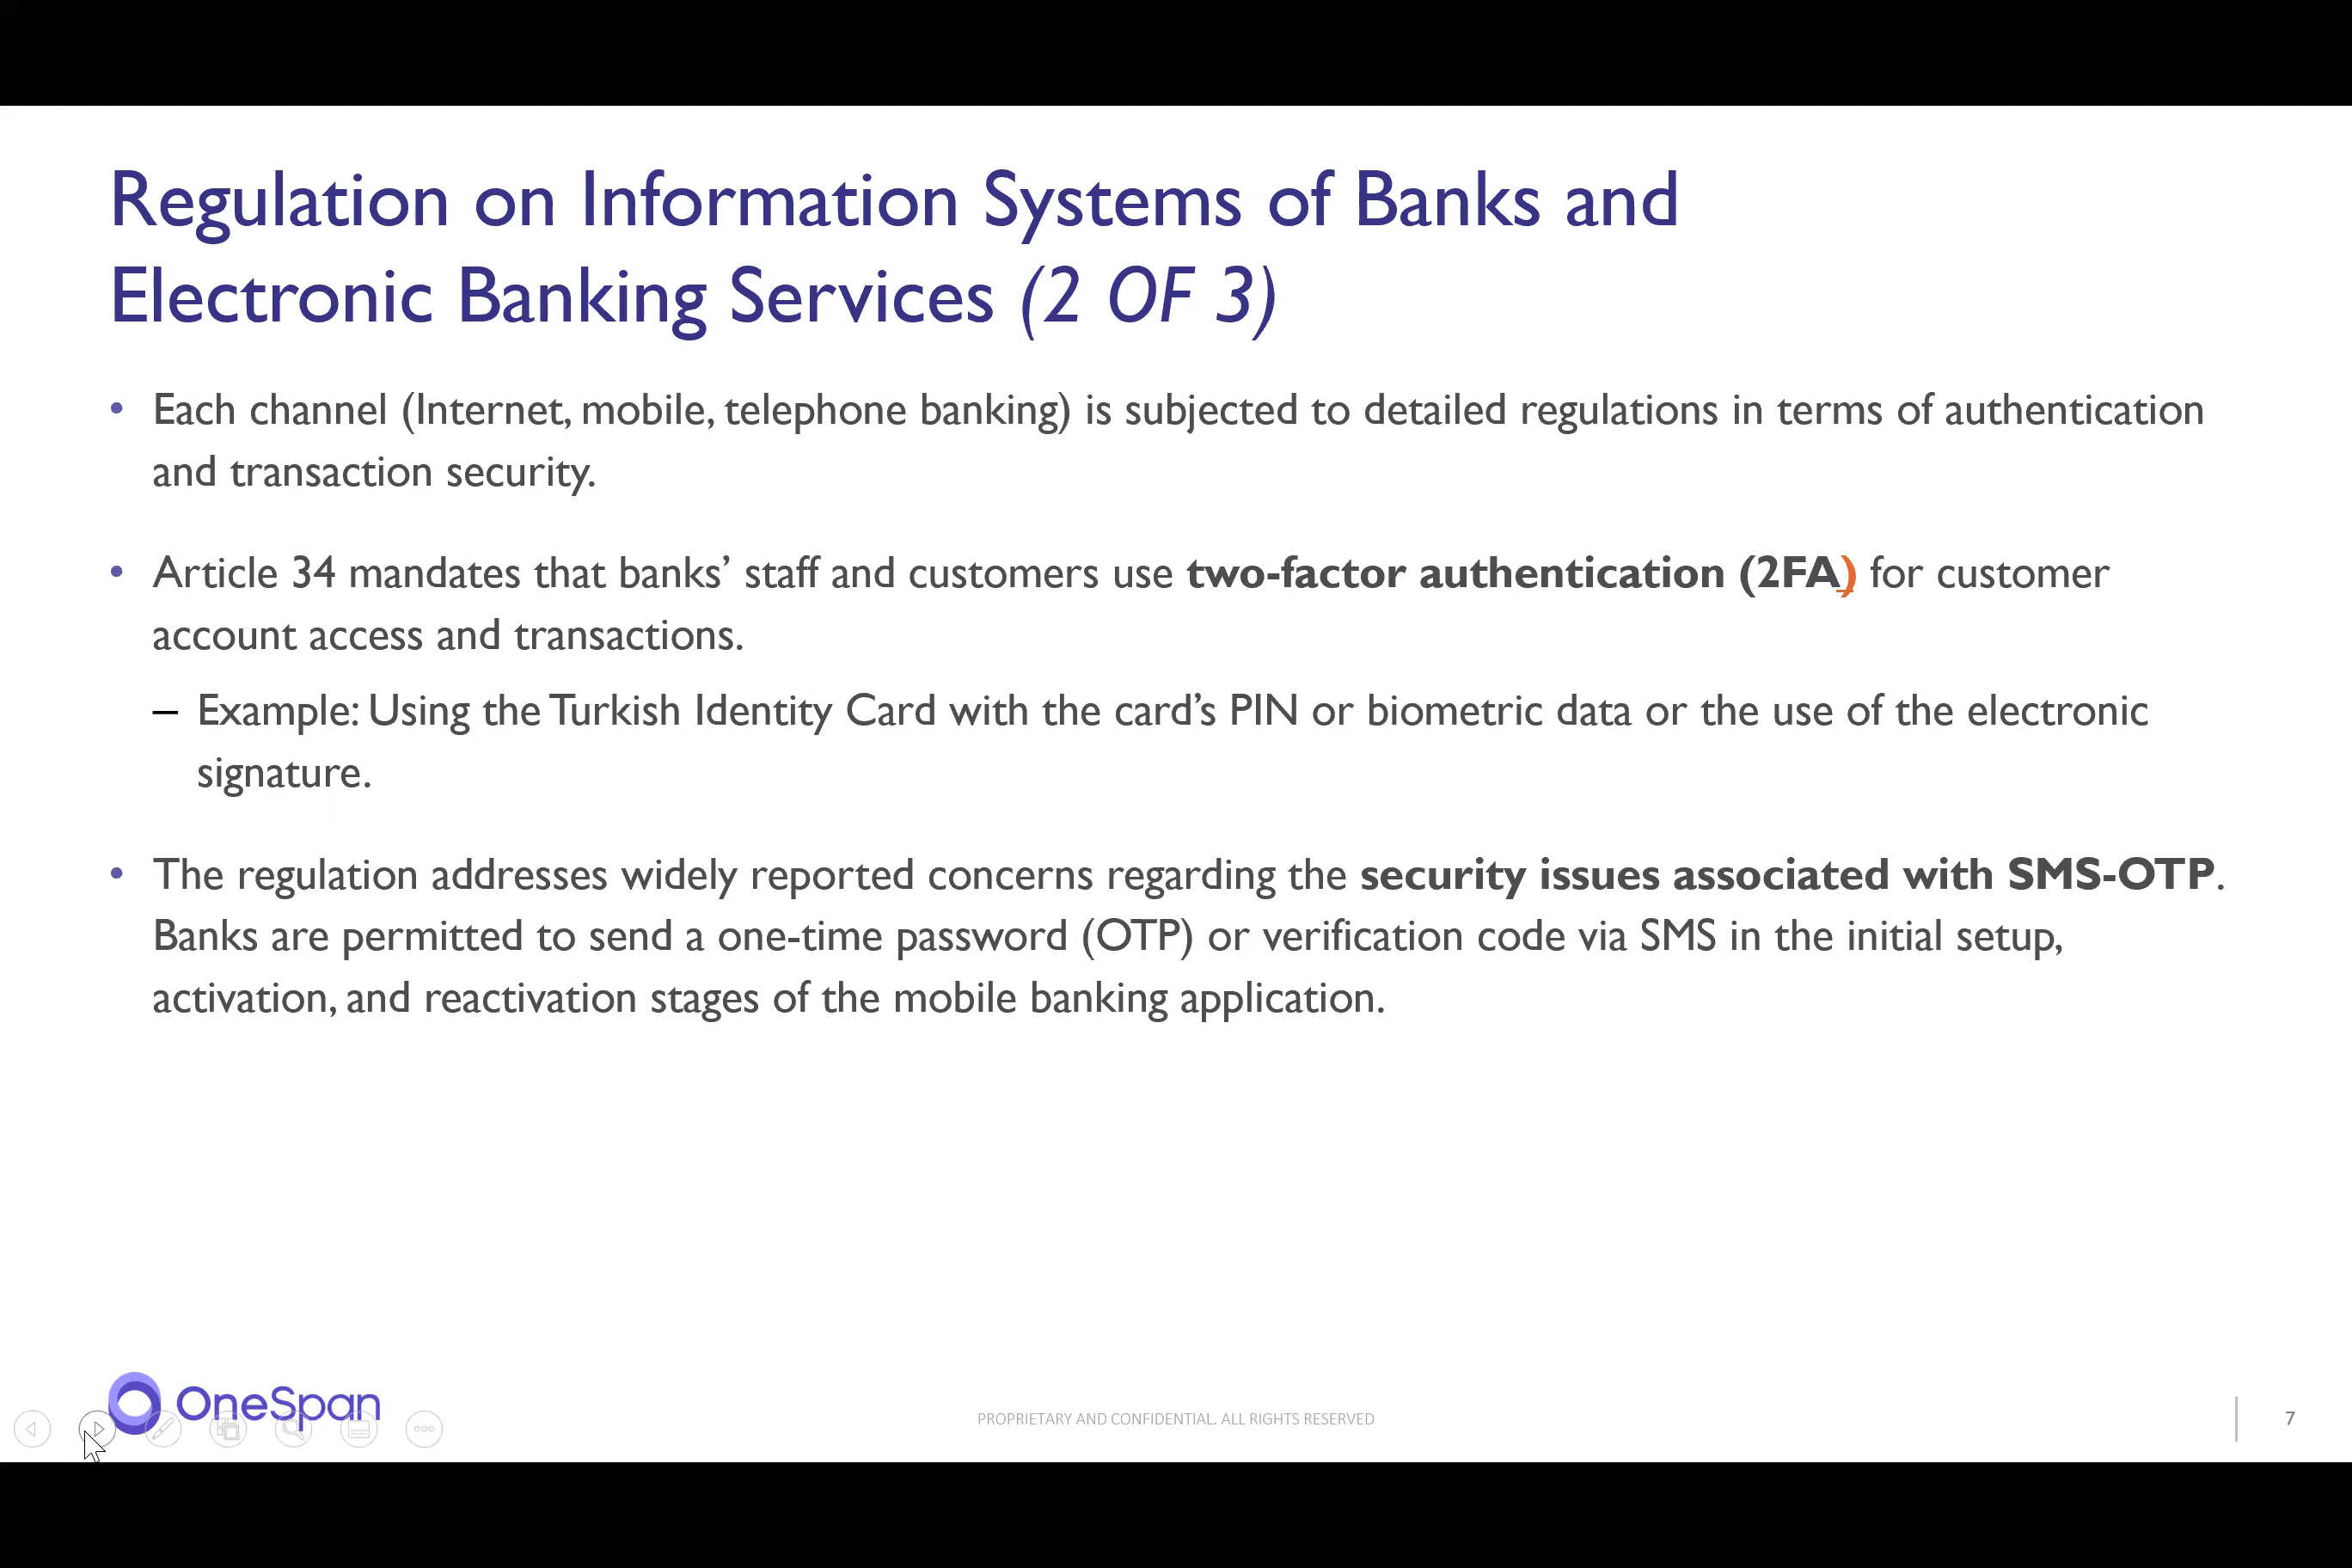 Regulation on Information Systems of Banks and
Electronic Banking Services (2 OF 3)
• Each channel (Internet, mobile, telephone banking) is subjected to detailed regulations in terms of authentication
and transaction security.
• Article 34 mandates that banks’ staff and customers use two-factor authentication (2FA) for customer
account access and transactions.
– Example: Using the Turkish Identity Card with the card’s PIN or biometric data or the use of the electronic
signature.
• The regulation addresses widely reported concerns regarding the security issues associated with SMS-OTP.
Banks are permitted to send a one-time password (OTP) or verification code via SMS in the initial setup,
activation, and reactivation stages of the mobile banking application.
OneSpan
PROPRIETARY AND CONFIDENTIAL. ALL RIGHTS RESERVED
7